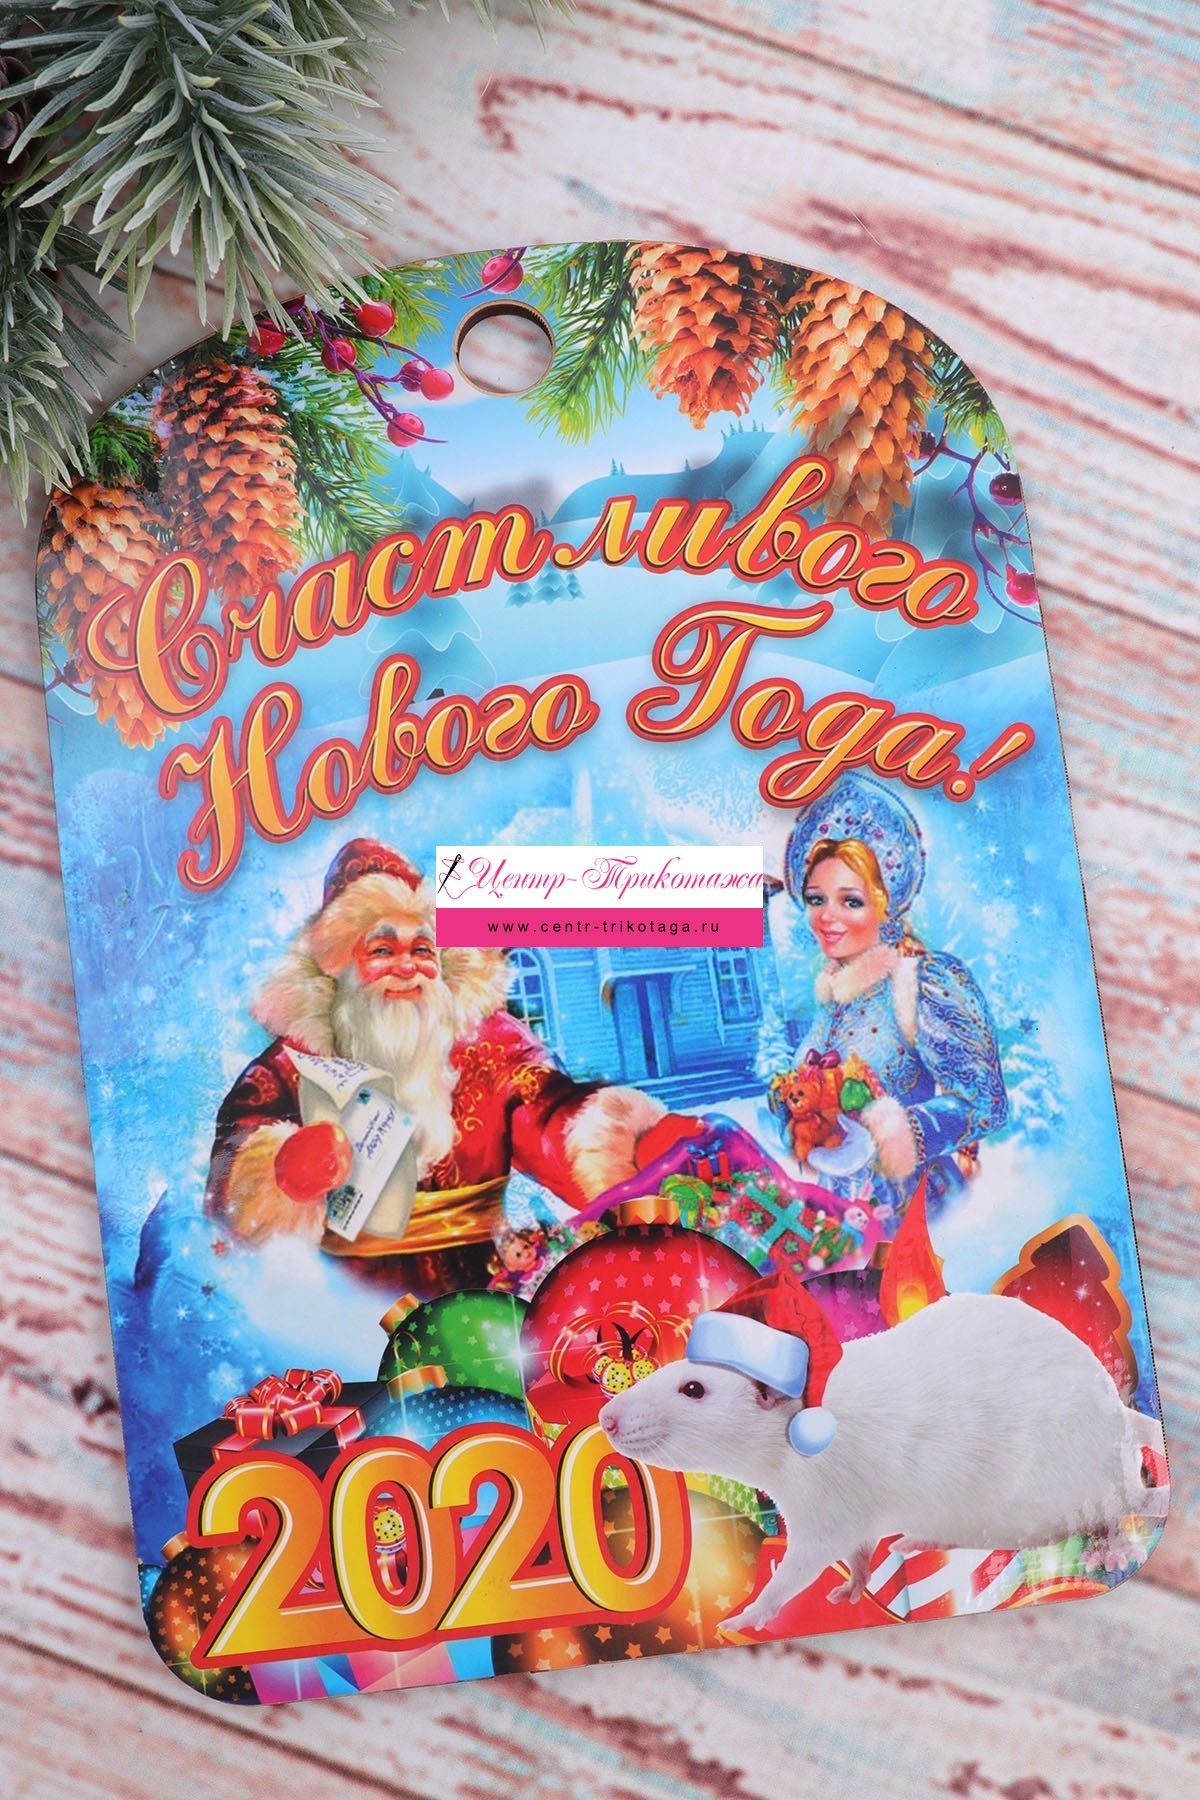 Счастливого
Нового Года!
Центр-Трикотажа
www.centr-trikotaga.ru
2020